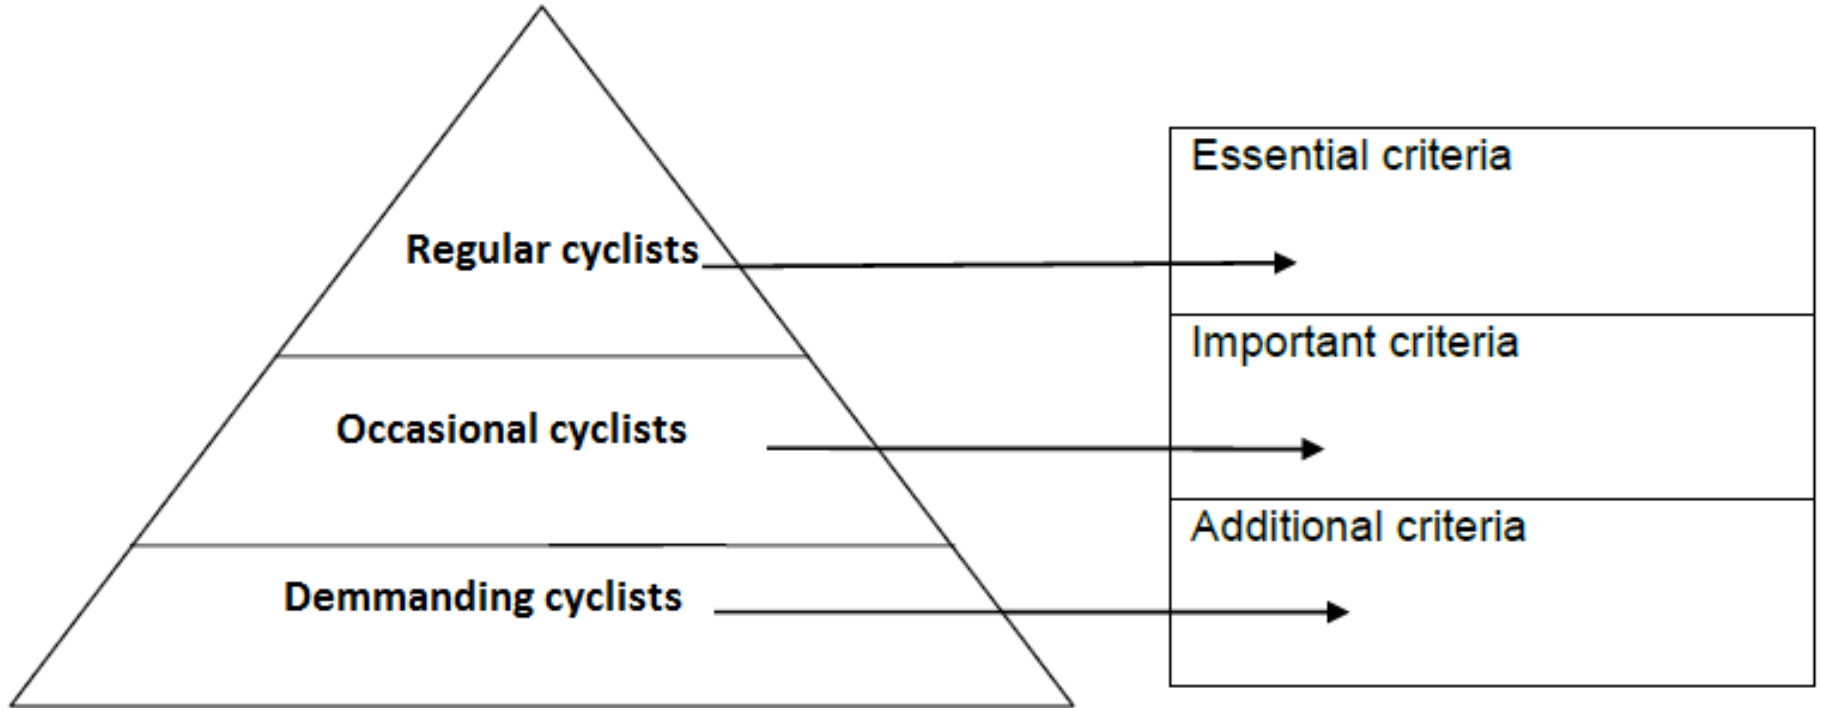 Essential criteria
Regular cyclists
Important criteria
Occasional cyclists
Additional criteria
Demmanding cyclists